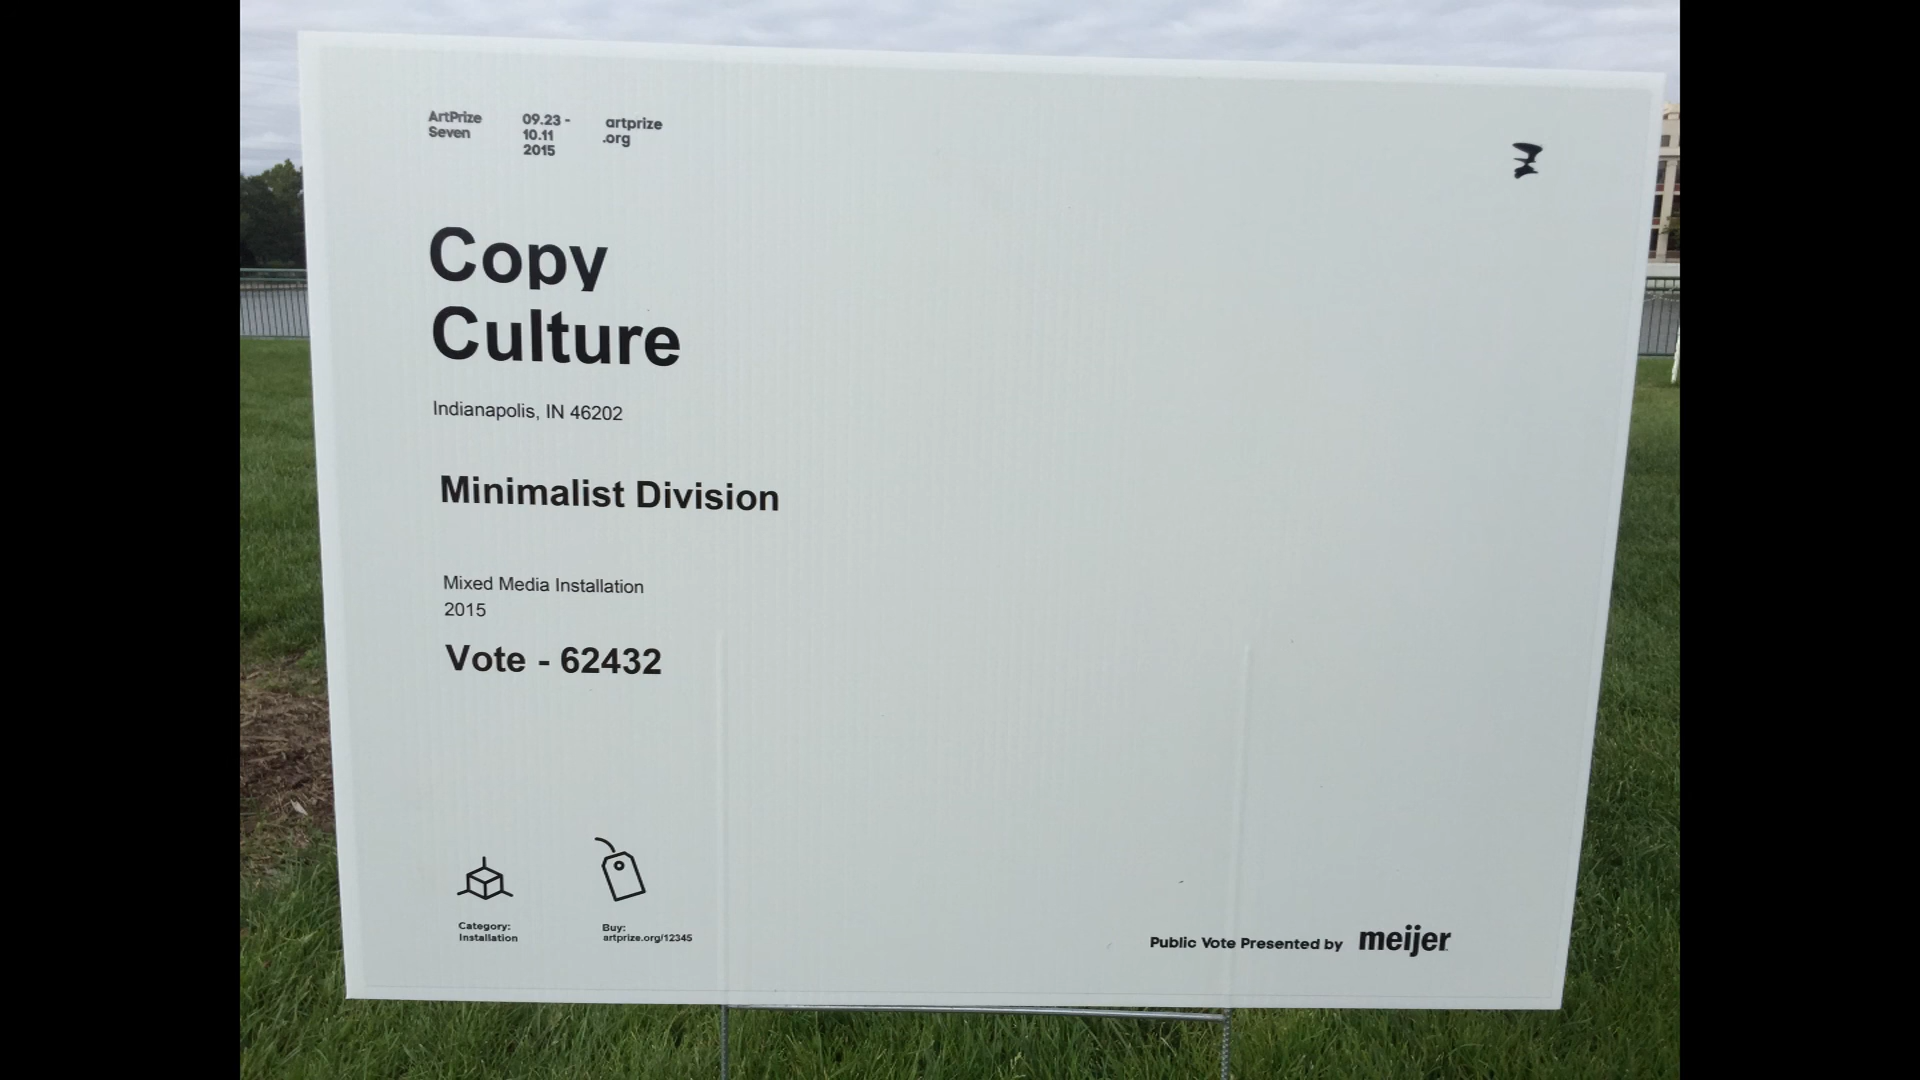 ArtPrize
Seven
09.23 -
10.11
2015
artprize
.org
Copy
Culture
Indianapolis, IN 46202
Minimalist Division
Mixed Media Installation
2015
Vote - 62432
Category:
Installation
Buy:
artprize.org/12345
Public Vote Presented by meijer